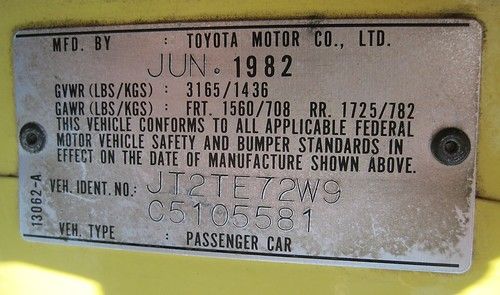 MFD. BY : TOYOTA MOTOR CO., LTD.
JUN. 1982
GVWR (LBS/KGS) : 3165/1436
GAWR (LBS/KGS) : FRT. 1560/708 RR. 1725/782
THIS VEHICLE CONFORMS TO ALL APPLICABLE FEDERAL
MOTOR VEHICLE SAFETY AND BUMPER STANDARDS IN
EFFECT ON THE DATE OF MANUFACTURE SHOWN ABOVE.
VEH. IDENT. NO.: JT2TE72W9
C5105581
VEH. TYPE : PASSENGER CAR
13062-A